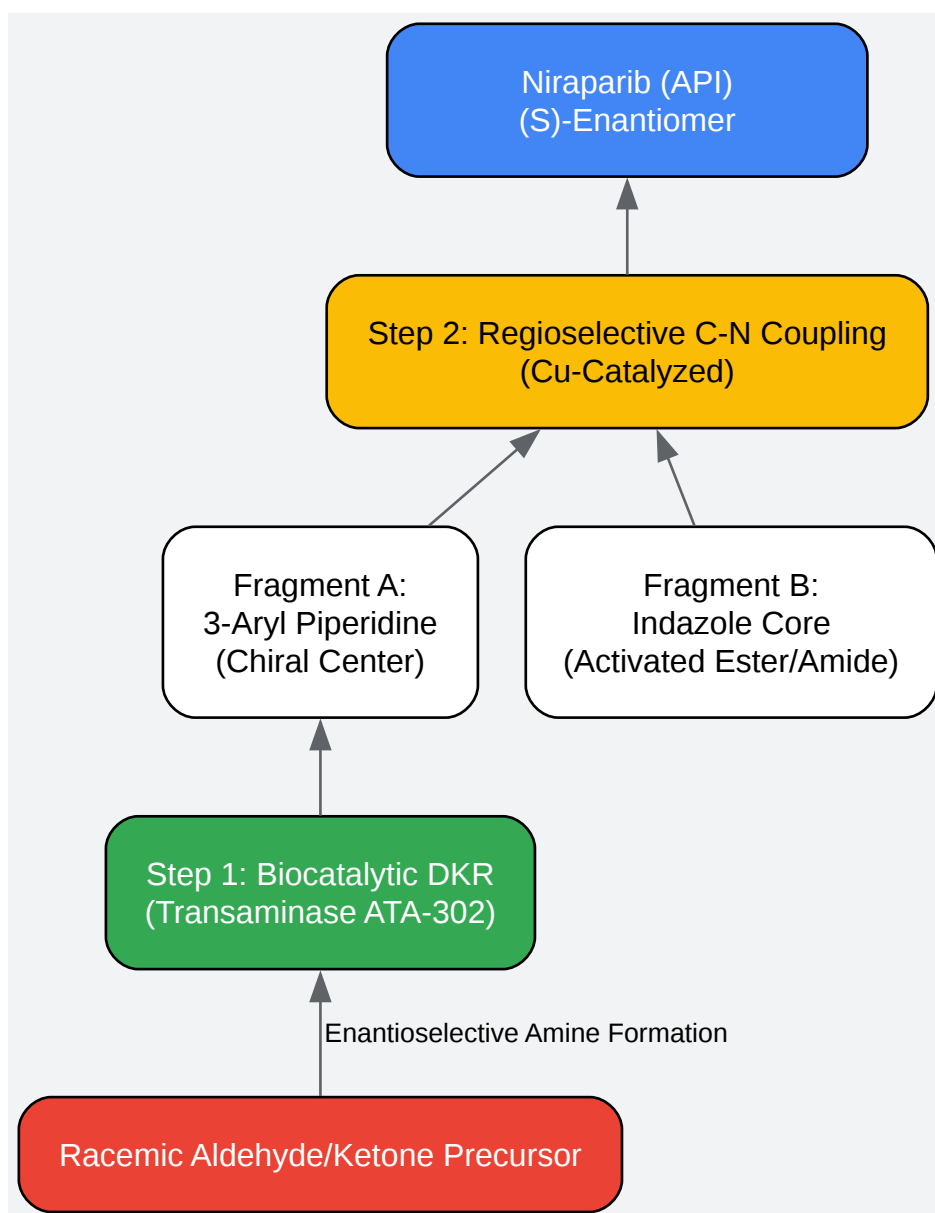 Niraparib (API)
(S)-Enantiomer
Step 2: Regioselective C-N Coupling
(Cu-Catalyzed)
Fragment A:
3-Aryl Piperidine
(Chiral Center)
Fragment B:
Indazole Core
(Activated Ester/Amide)
Step 1: Biocatalytic DKR
(Transaminase ATA-302)
Enantioselective Amine Formation
Racemic Aldehyde/Ketone Precursor